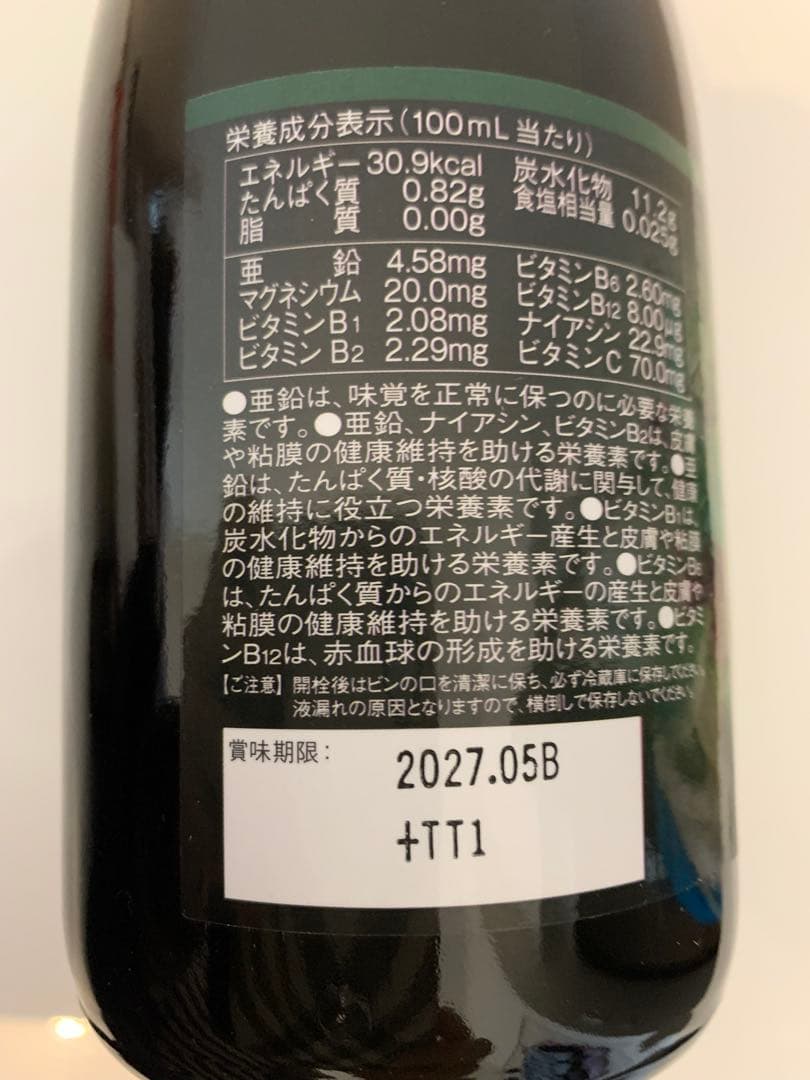 栄養成分表示(100mL当たり)
エネルギー 30.9kcal 炭水化物 11.2g
たんぱく質 0.82g 食塩相当量 0.025g
脂 質 0.00g
亜 鉛 4.58mg ビタミンB6 2.60mg
マグネシウム 20.0mg ビタミンB12 8.00μg
ビタミンB1 2.08mg ナイアシン 22.9mg
ビタミンB2 2.29mg ビタミンC 70.0mg
●亜鉛は、味覚を正常に保つのに必要な栄養
素です。●亜鉛、ナイアシン、ビタミンB2は、皮膚
や粘膜の健康維持を助ける栄養素です。●亜
鉛は、たんぱく質・核酸の代謝に関与して、健康
の維持に役立つ栄養素です。●ビタミンB1は、
炭水化物からのエネルギー産生と皮膚や粘膜
の健康維持を助ける栄養素です。●ビタミンB6
は、たんぱく質からのエネルギーの産生と皮膚や
粘膜の健康維持を助ける栄養素です。●ビタミ
ンB12は、赤血球の形成を助ける栄養素です。
【ご注意】開栓後はビンの口を清潔に保ち、必ず冷蔵庫に保存してください。
液漏れの原因となりますので、横倒しで保存しないでください。
賞味期限:
2027.05B
+TT1